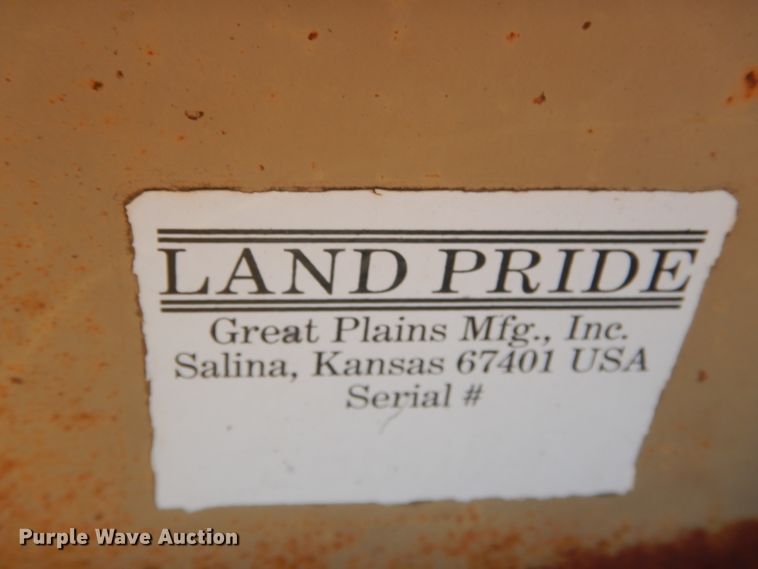 LAND PRIDE
Great Plains Mfg., Inc.
Salina, Kansas 67401 USA
Serial #
Purple Wave Auction